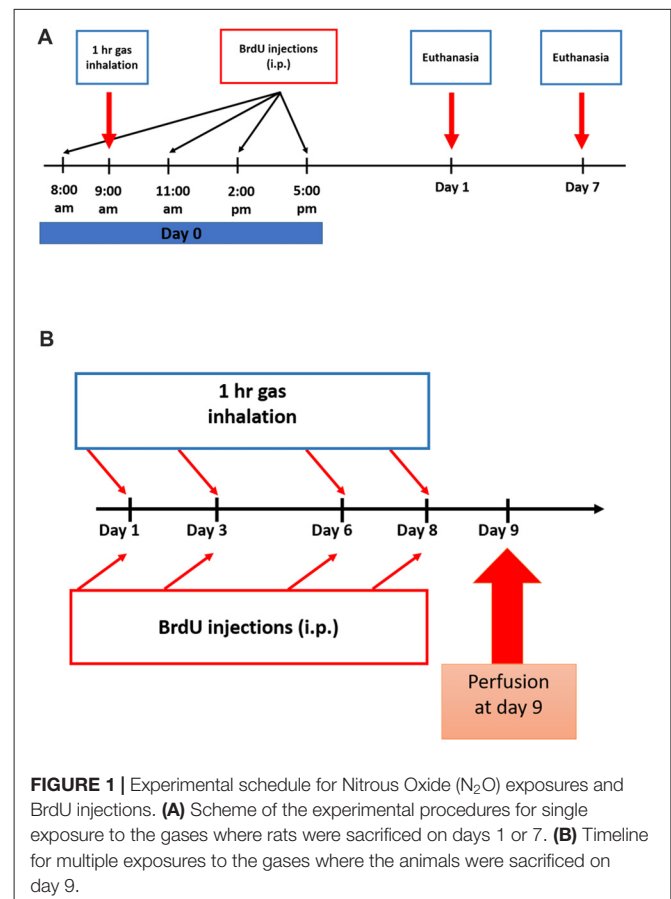 A
1 hr gas
inhalation
BrdU injections
(i.p.)
Euthanasia
Euthanasia
8:00
am
9:00
am
11:00
am
2:00
pm
5:00
pm
Day 1
Day 7
Day 0
B
1 hr gas
inhalation
Day 1
Day 3
Day 6
Day 8
Day 9
BrdU injections (i.p.)
Perfusion
at day 9
FIGURE 1 | Experimental schedule for Nitrous Oxide (N₂O) exposures and
BrdU injections. (A) Scheme of the experimental procedures for single
exposure to the gases where rats were sacrificed on days 1 or 7. (B) Timeline
for multiple exposures to the gases where the animals were sacrificed on
day 9.